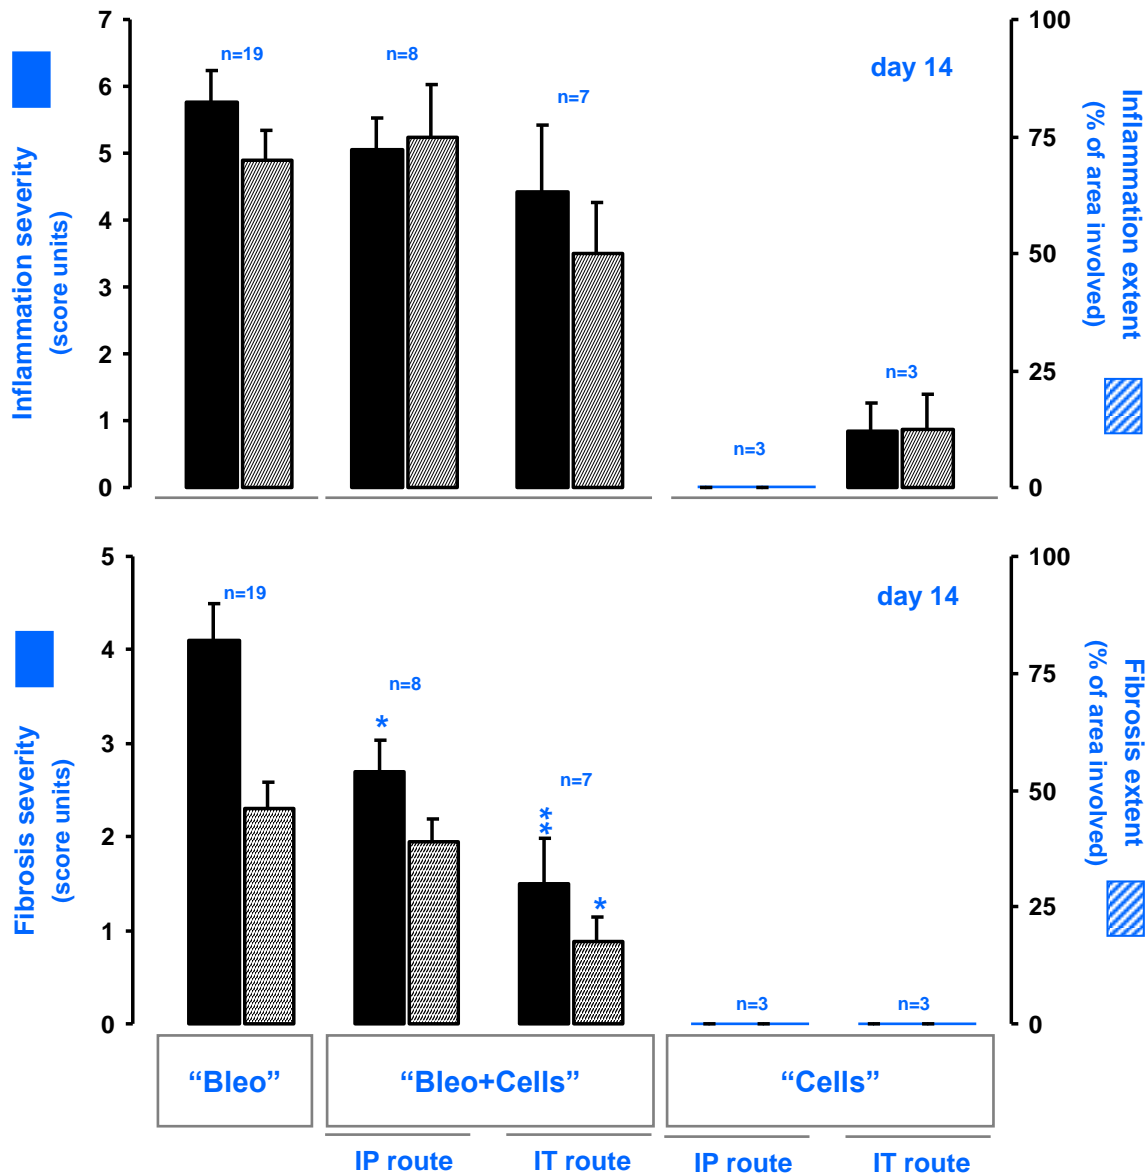 7
6
5
4
3
2
1
0
Inflammation severity
(score units)
n=19
n=8
n=7
n=3
n=3
day 14
100
75
50
25
0
Inflammation extent
(% of area involved)
5
4
3
2
1
0
Fibrosis severity
(score units)
n=19
n=8
*
n=7
**
*
n=3
n=3
day 14
100
75
50
25
0
Fibrosis extent
(% of area involved)
“Bleo”
“Bleo+Cells”
“Cells”
IP route
IT route
IP route
IT route